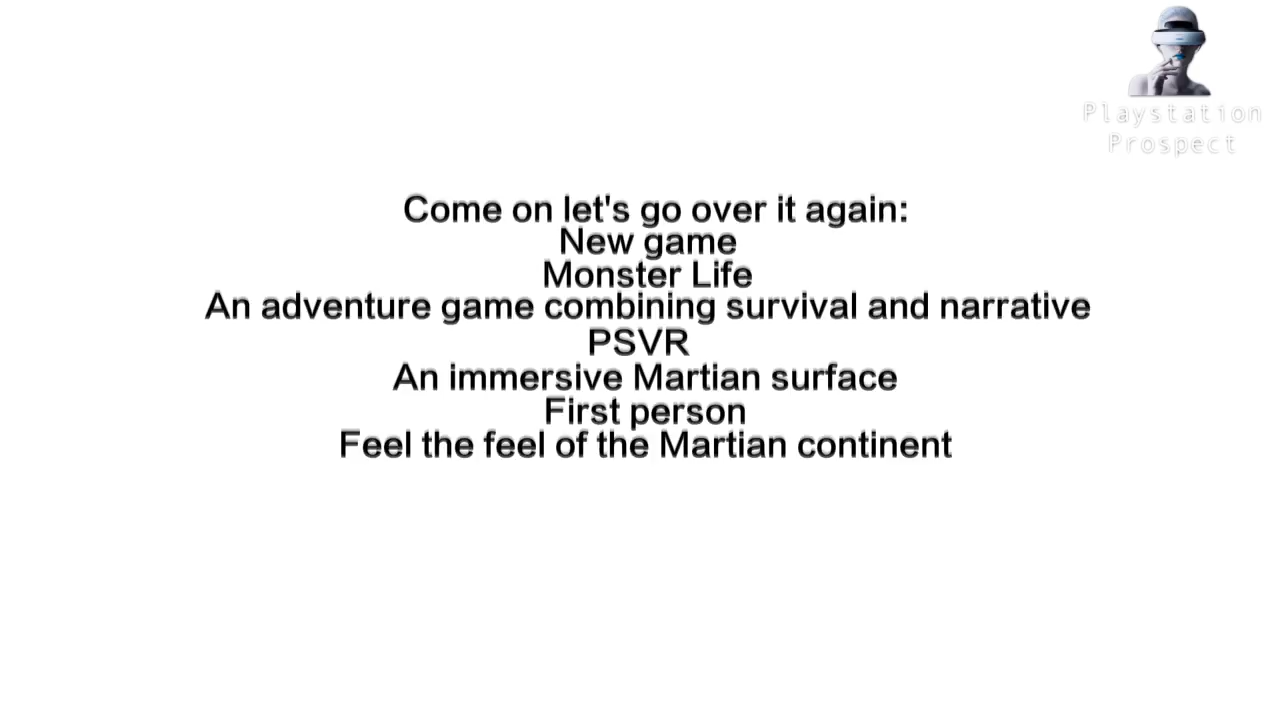 Playstation
Prospect
Come on let's go over it again:
New game
Monster Life
An adventure game combining survival and narrative
PSVR
An immersive Martian surface
First person
Feel the feel of the Martian continent